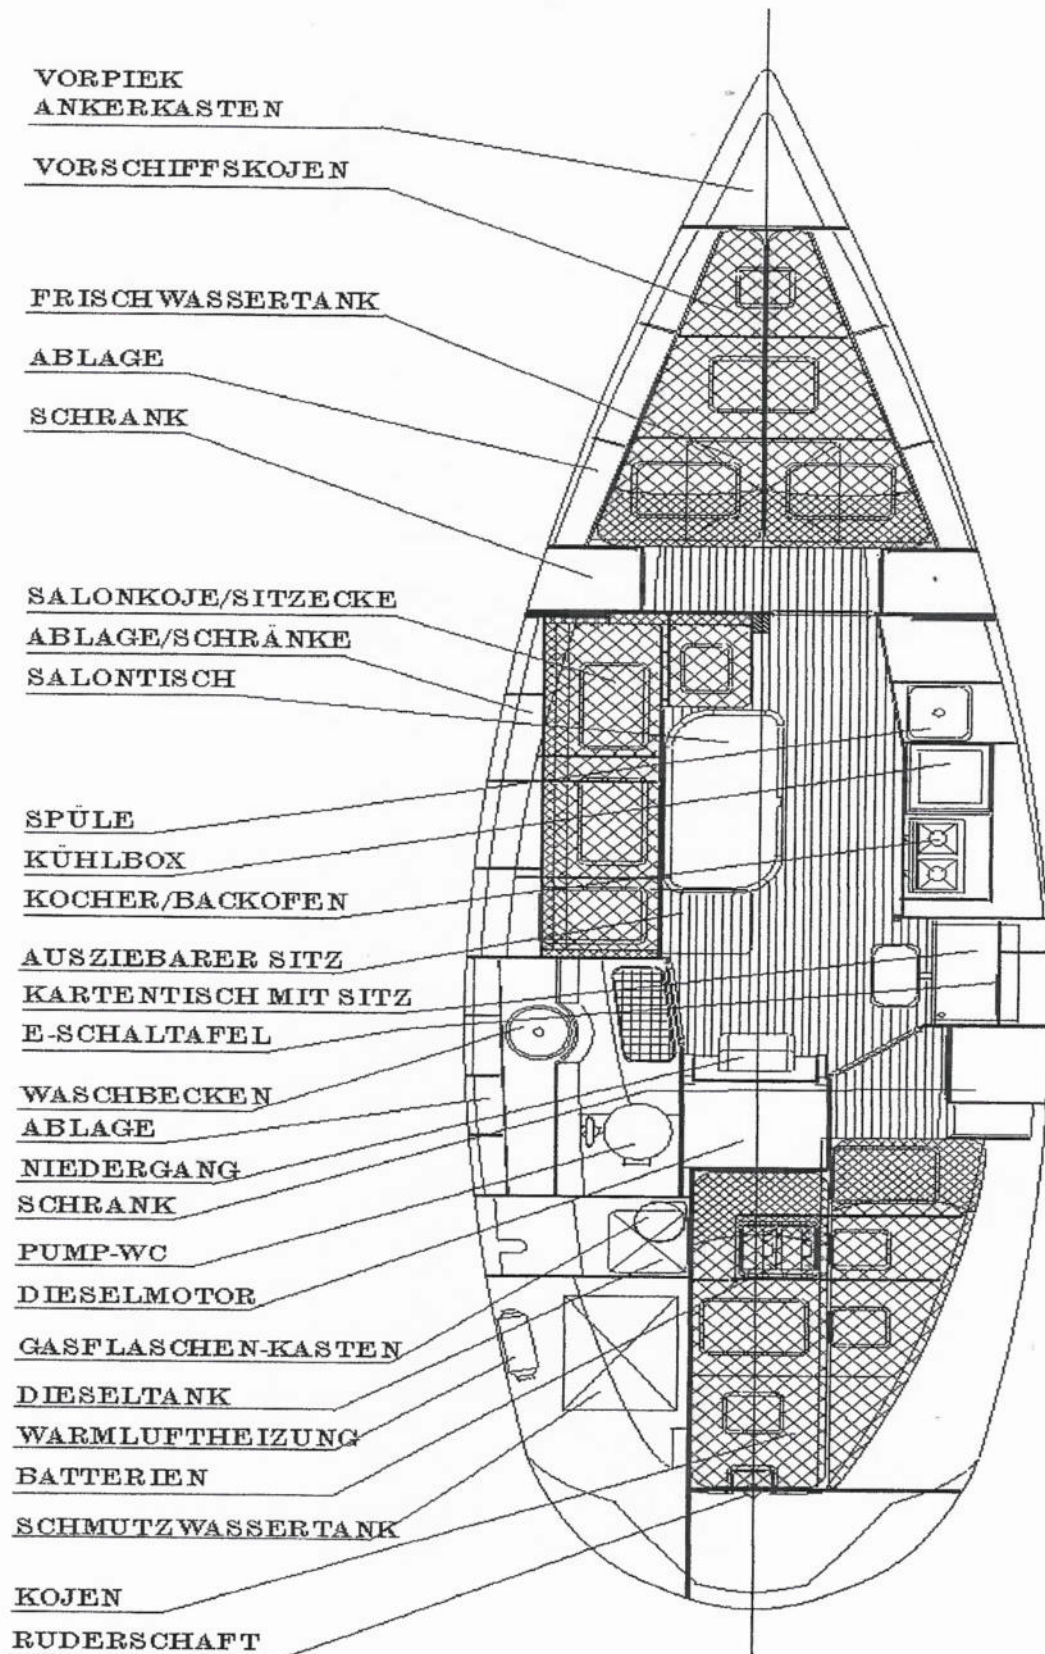 VORPIEK
ANKERKASTEN
VORSCHIFFSKOJEN
FRISCHWASSERTANK
ABLAGE
SCHRANK
SALONKOJE/SITZECKE
ABLAGE/SCHRÄNKE
SALONTISCH
SPÜLE
KÜHLBOX
KOCHER/BACKOFEN
AUSZIEBARER SITZ
KARTENTISCH MIT SITZ
E-SCHALTAFEL
WASCHBECKEN
ABLAGE
NIEDERGANG
SCHRANK
PUMP-WC
DIESELMOTOR
GASFLASCHEN-KASTEN
DIESELTANK
WARMLUFTHEIZUNG
BATTERIEN
SCHMUTZWASSERTANK
KOJEN
RUDERSCHAFT